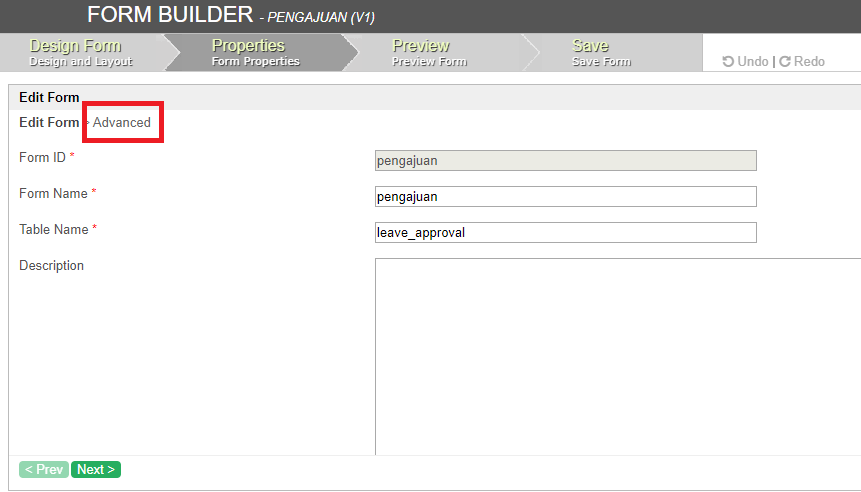 FORM BUILDER - PENGAJUAN (V1)
Design Form
Design and Layout
Properties
Form Properties
Preview
Preview Form
Save
Save Form
Undo | Redo
Edit Form
Edit Form > Advanced
Form ID * pengajuan
Form Name * pengajuan
Table Name * leave_approval
Description
< Prev Next >